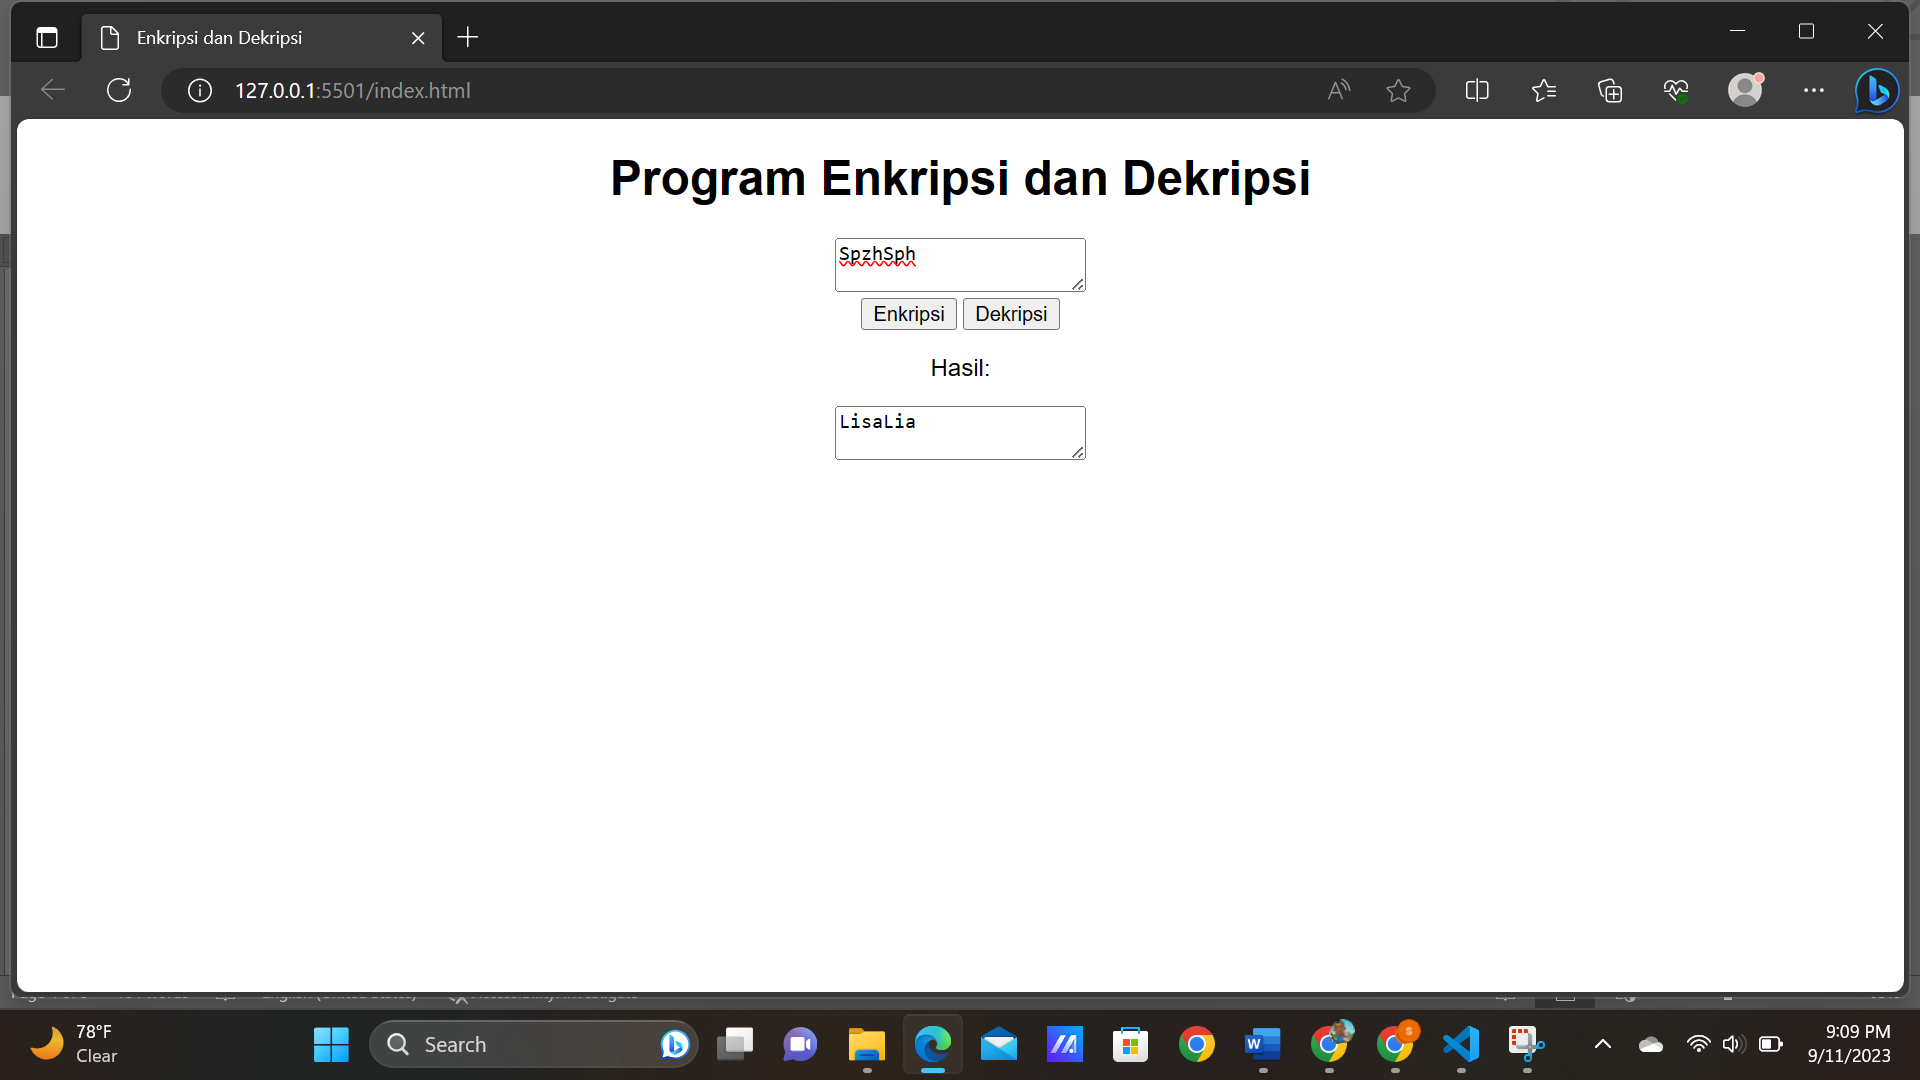 Enkripsi dan Dekripsi
127.0.0.1:5501/index.html
Program Enkripsi dan Dekripsi
SpzhSph
Enkripsi Dekripsi
Hasil:
LisaLia
78°F
Clear
Search
9:09 PM
9/11/2023